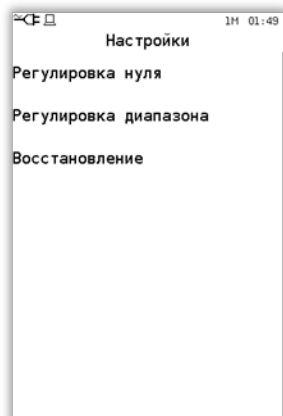 1M 01:49
Настройки
Регулировка нуля
Регулировка диапазона
Восстановление